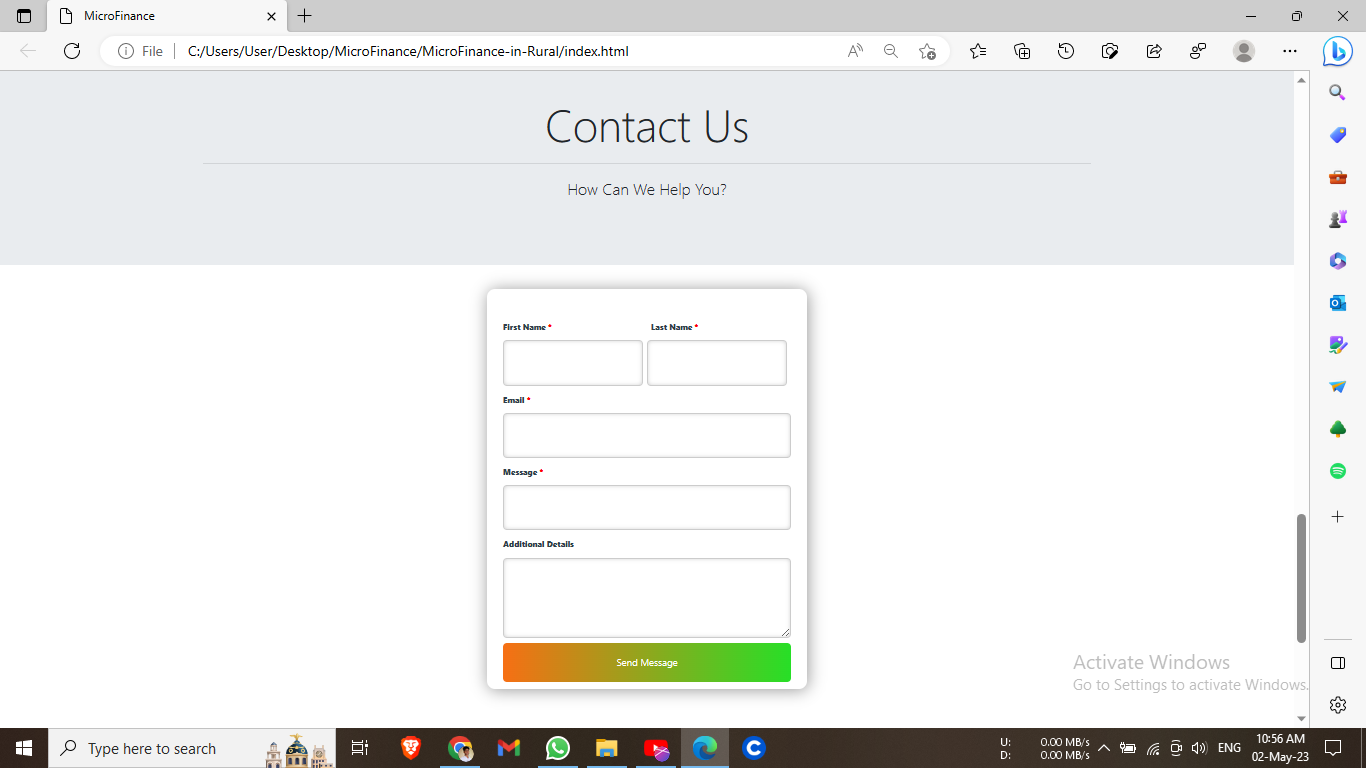 MicroFinance
File
C:/Users/User/Desktop/MicroFinance/MicroFinance-in-Rural/index.html
Contact Us
How Can We Help You?
First Name * Last Name *
Email *
Message *
Additional Details
Send Message
Activate Windows
Go to Settings to activate Windows.
Type here to search
U: 0.00 MB/s
D: 0.00 MB/s
ENG
10:56 AM
02-May-23